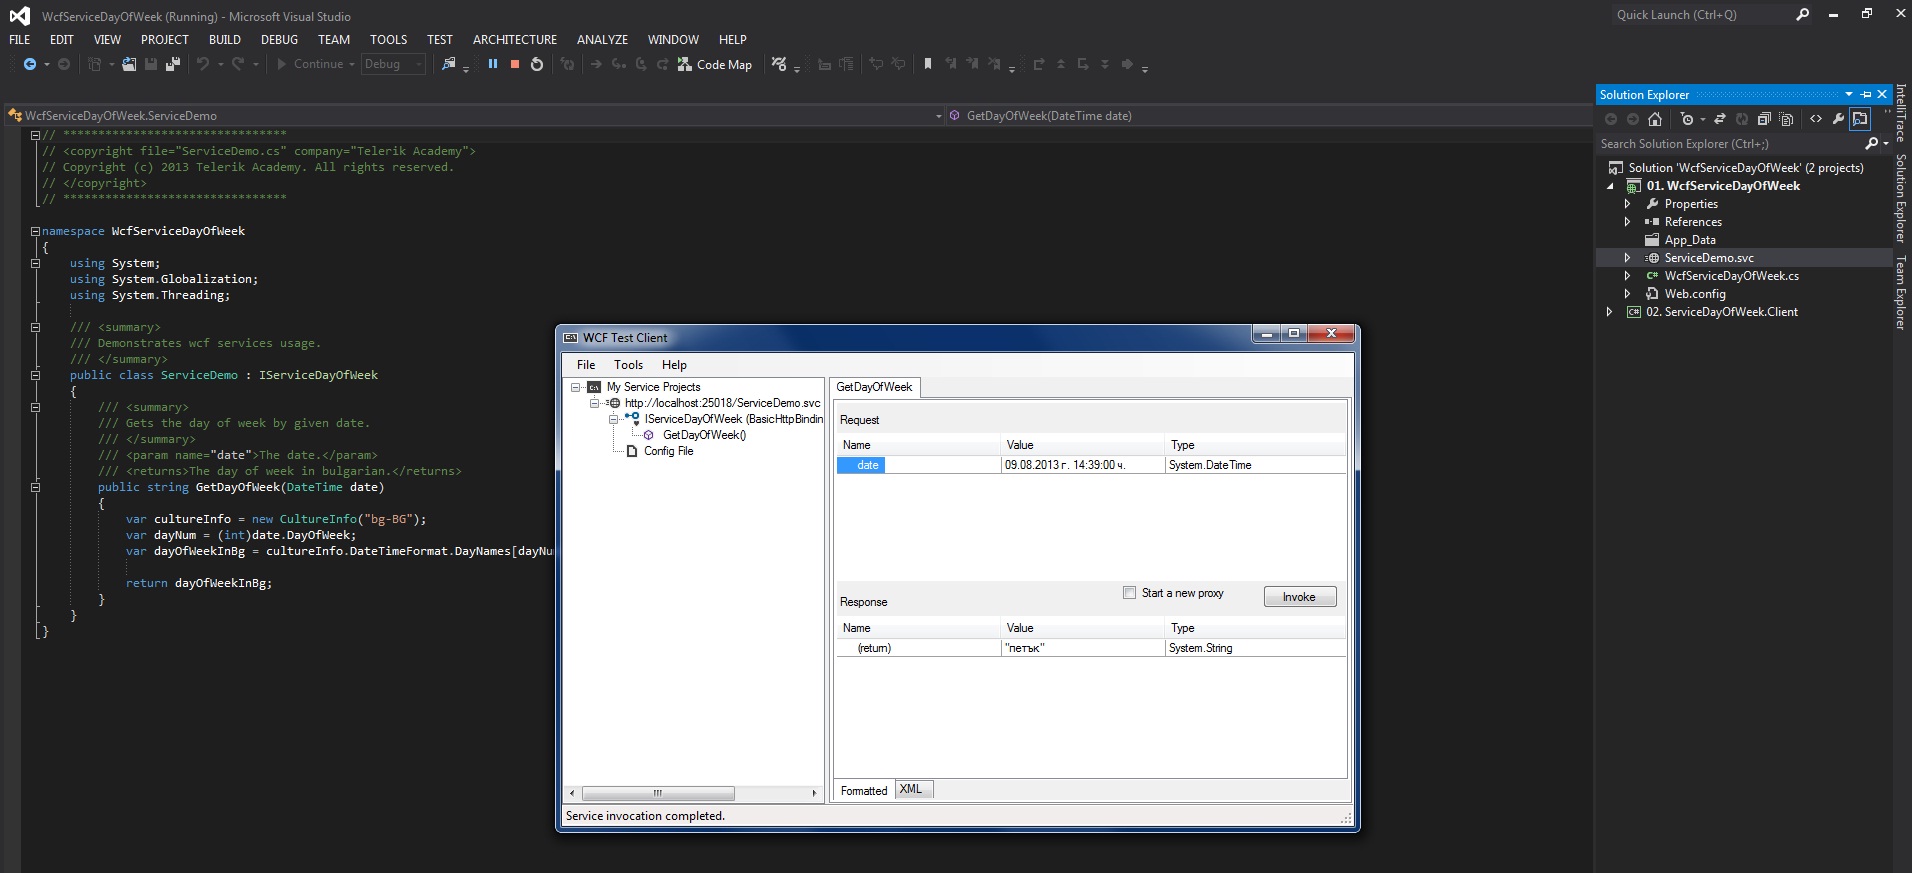 WcfServiceDayOfWeek (Running) - Microsoft Visual Studio
Quick Launch (Ctrl+Q)
FILE EDIT VIEW PROJECT BUILD DEBUG TEAM TOOLS TEST ARCHITECTURE ANALYZE WINDOW HELP
Continue Debug Code Map
WcfServiceDayOfWeek.ServiceDemo
GetDayOfWeek(DateTime date)
// ********************************
// <copyright file="ServiceDemo.cs" company="Telerik Academy">
// Copyright (c) 2013 Telerik Academy. All rights reserved.
// </copyright>
// ********************************
namespace WcfServiceDayOfWeek
{
using System;
using System.Globalization;
using System.Threading;
/// <summary>
/// Demonstrates wcf services usage.
/// </summary>
public class ServiceDemo : IServiceDayOfWeek
{
/// <summary>
/// Gets the day of week by given date.
/// </summary>
/// <param name="date">The date.</param>
/// <returns>The day of week in bulgarian.</returns>
public string GetDayOfWeek(DateTime date)
{
var cultureInfo = new CultureInfo("bg-BG");
var dayNum = (int)date.DayOfWeek;
var dayOfWeekInBg = cultureInfo.DateTimeFormat.DayNames[dayNu
return dayOfWeekInBg;
}
}
}
WCF Test Client
File Tools Help
My Service Projects
http://localhost:25018/ServiceDemo.svc
IServiceDayOfWeek (BasicHttpBindin
GetDayOfWeek()
Config File
GetDayOfWeek
Request
Name Value Type
date 09.08.2013 г. 14:39:00 ч. System.DateTime
Start a new proxy
Invoke
Response
Name Value Type
(return) "петък" System.String
Formatted XML
Service invocation completed.
Solution Explorer
Search Solution Explorer (Ctrl+;)
Solution 'WcfServiceDayOfWeek' (2 projects)
01. WcfServiceDayOfWeek
Properties
References
App_Data
ServiceDemo.svc
C# WcfServiceDayOfWeek.cs
Web.config
C# 02. ServiceDayOfWeek.Client
IntelliTrace
Solution Explorer
Team Explorer